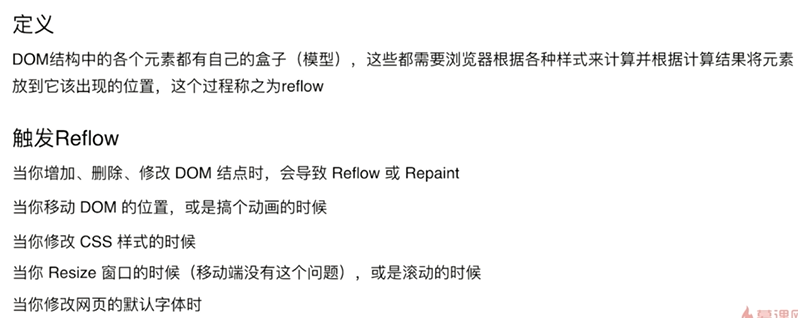 定义
DOM结构中的各个元素都有自己的盒子（模型），这些都需要浏览器根据各种样式来计算并根据计算结果将元素
放到它该出现的位置，这个过程称之为reflow
触发Reflow
当你增加、删除、修改 DOM 结点时，会导致 Reflow 或 Repaint
当你移动 DOM 的位置，或是搞个动画的时候
当你修改 CSS 样式的时候
当你 Resize 窗口的时候（移动端没有这个问题），或是滚动的时候
当你修改网页的默认字体时